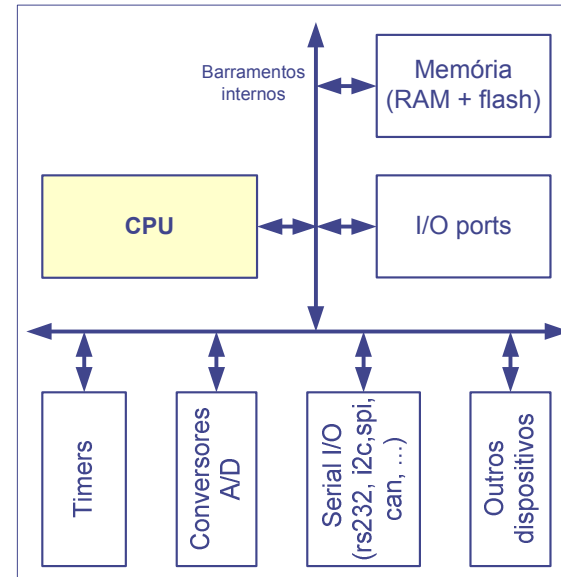 Barramentos
internos
Memória
(RAM + flash)
CPU
I/O ports
Timers
Conversores
A/D
Serial I/O
(rs232, i2c,spi,
can, ...)
Outros
dispositivos